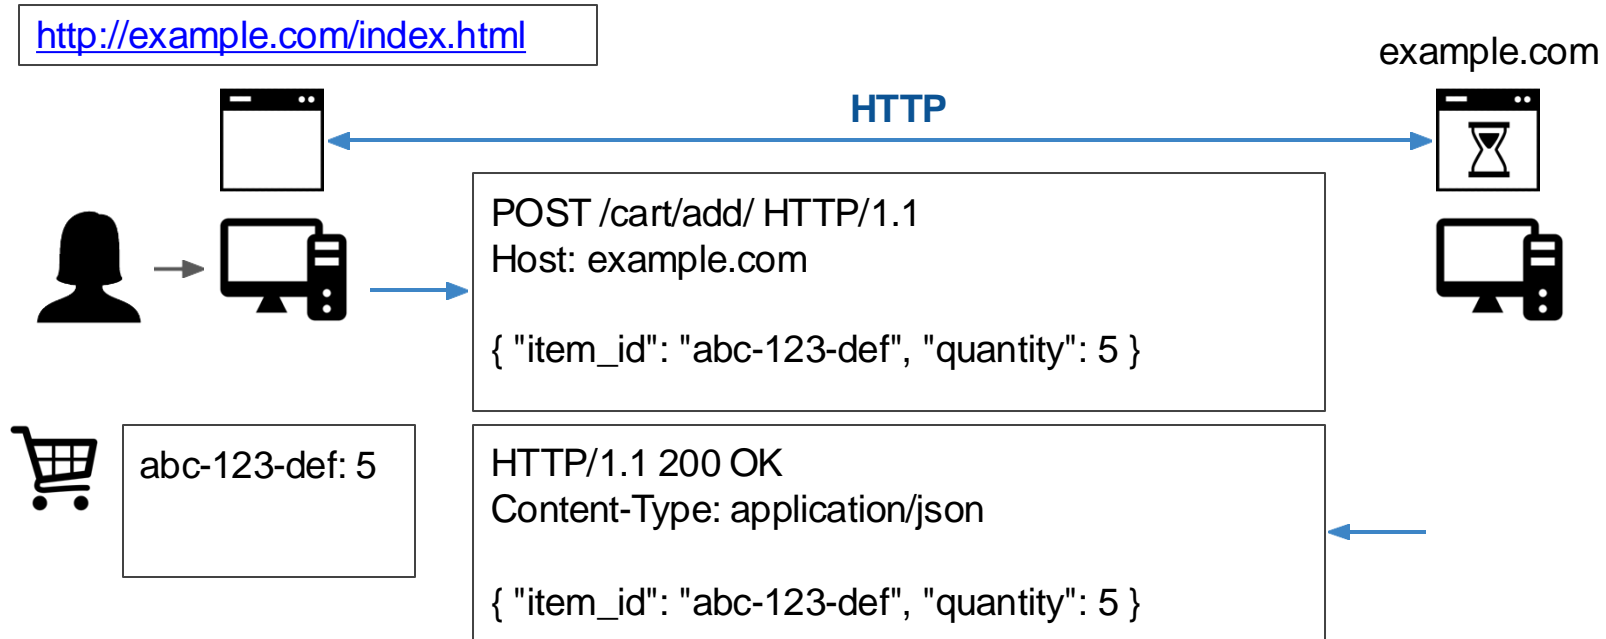 http://example.com/index.html
example.com
HTTP
POST /cart/add/ HTTP/1.1
Host: example.com
{ "item_id": "abc-123-def", "quantity": 5 }
abc-123-def: 5
HTTP/1.1 200 OK
Content-Type: application/json
{ "item_id": "abc-123-def", "quantity": 5 }